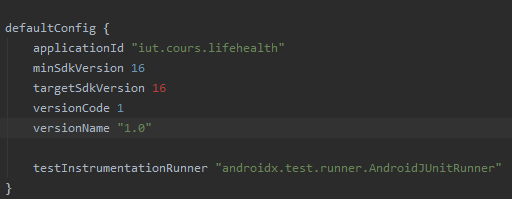 defaultConfig {
    applicationId "iut.cours.lifehealth"
    minSdkVersion 16
    targetSdkVersion 16
    versionCode 1
    versionName "1.0"

    testInstrumentationRunner "androidx.test.runner.AndroidJUnitRunner"
}